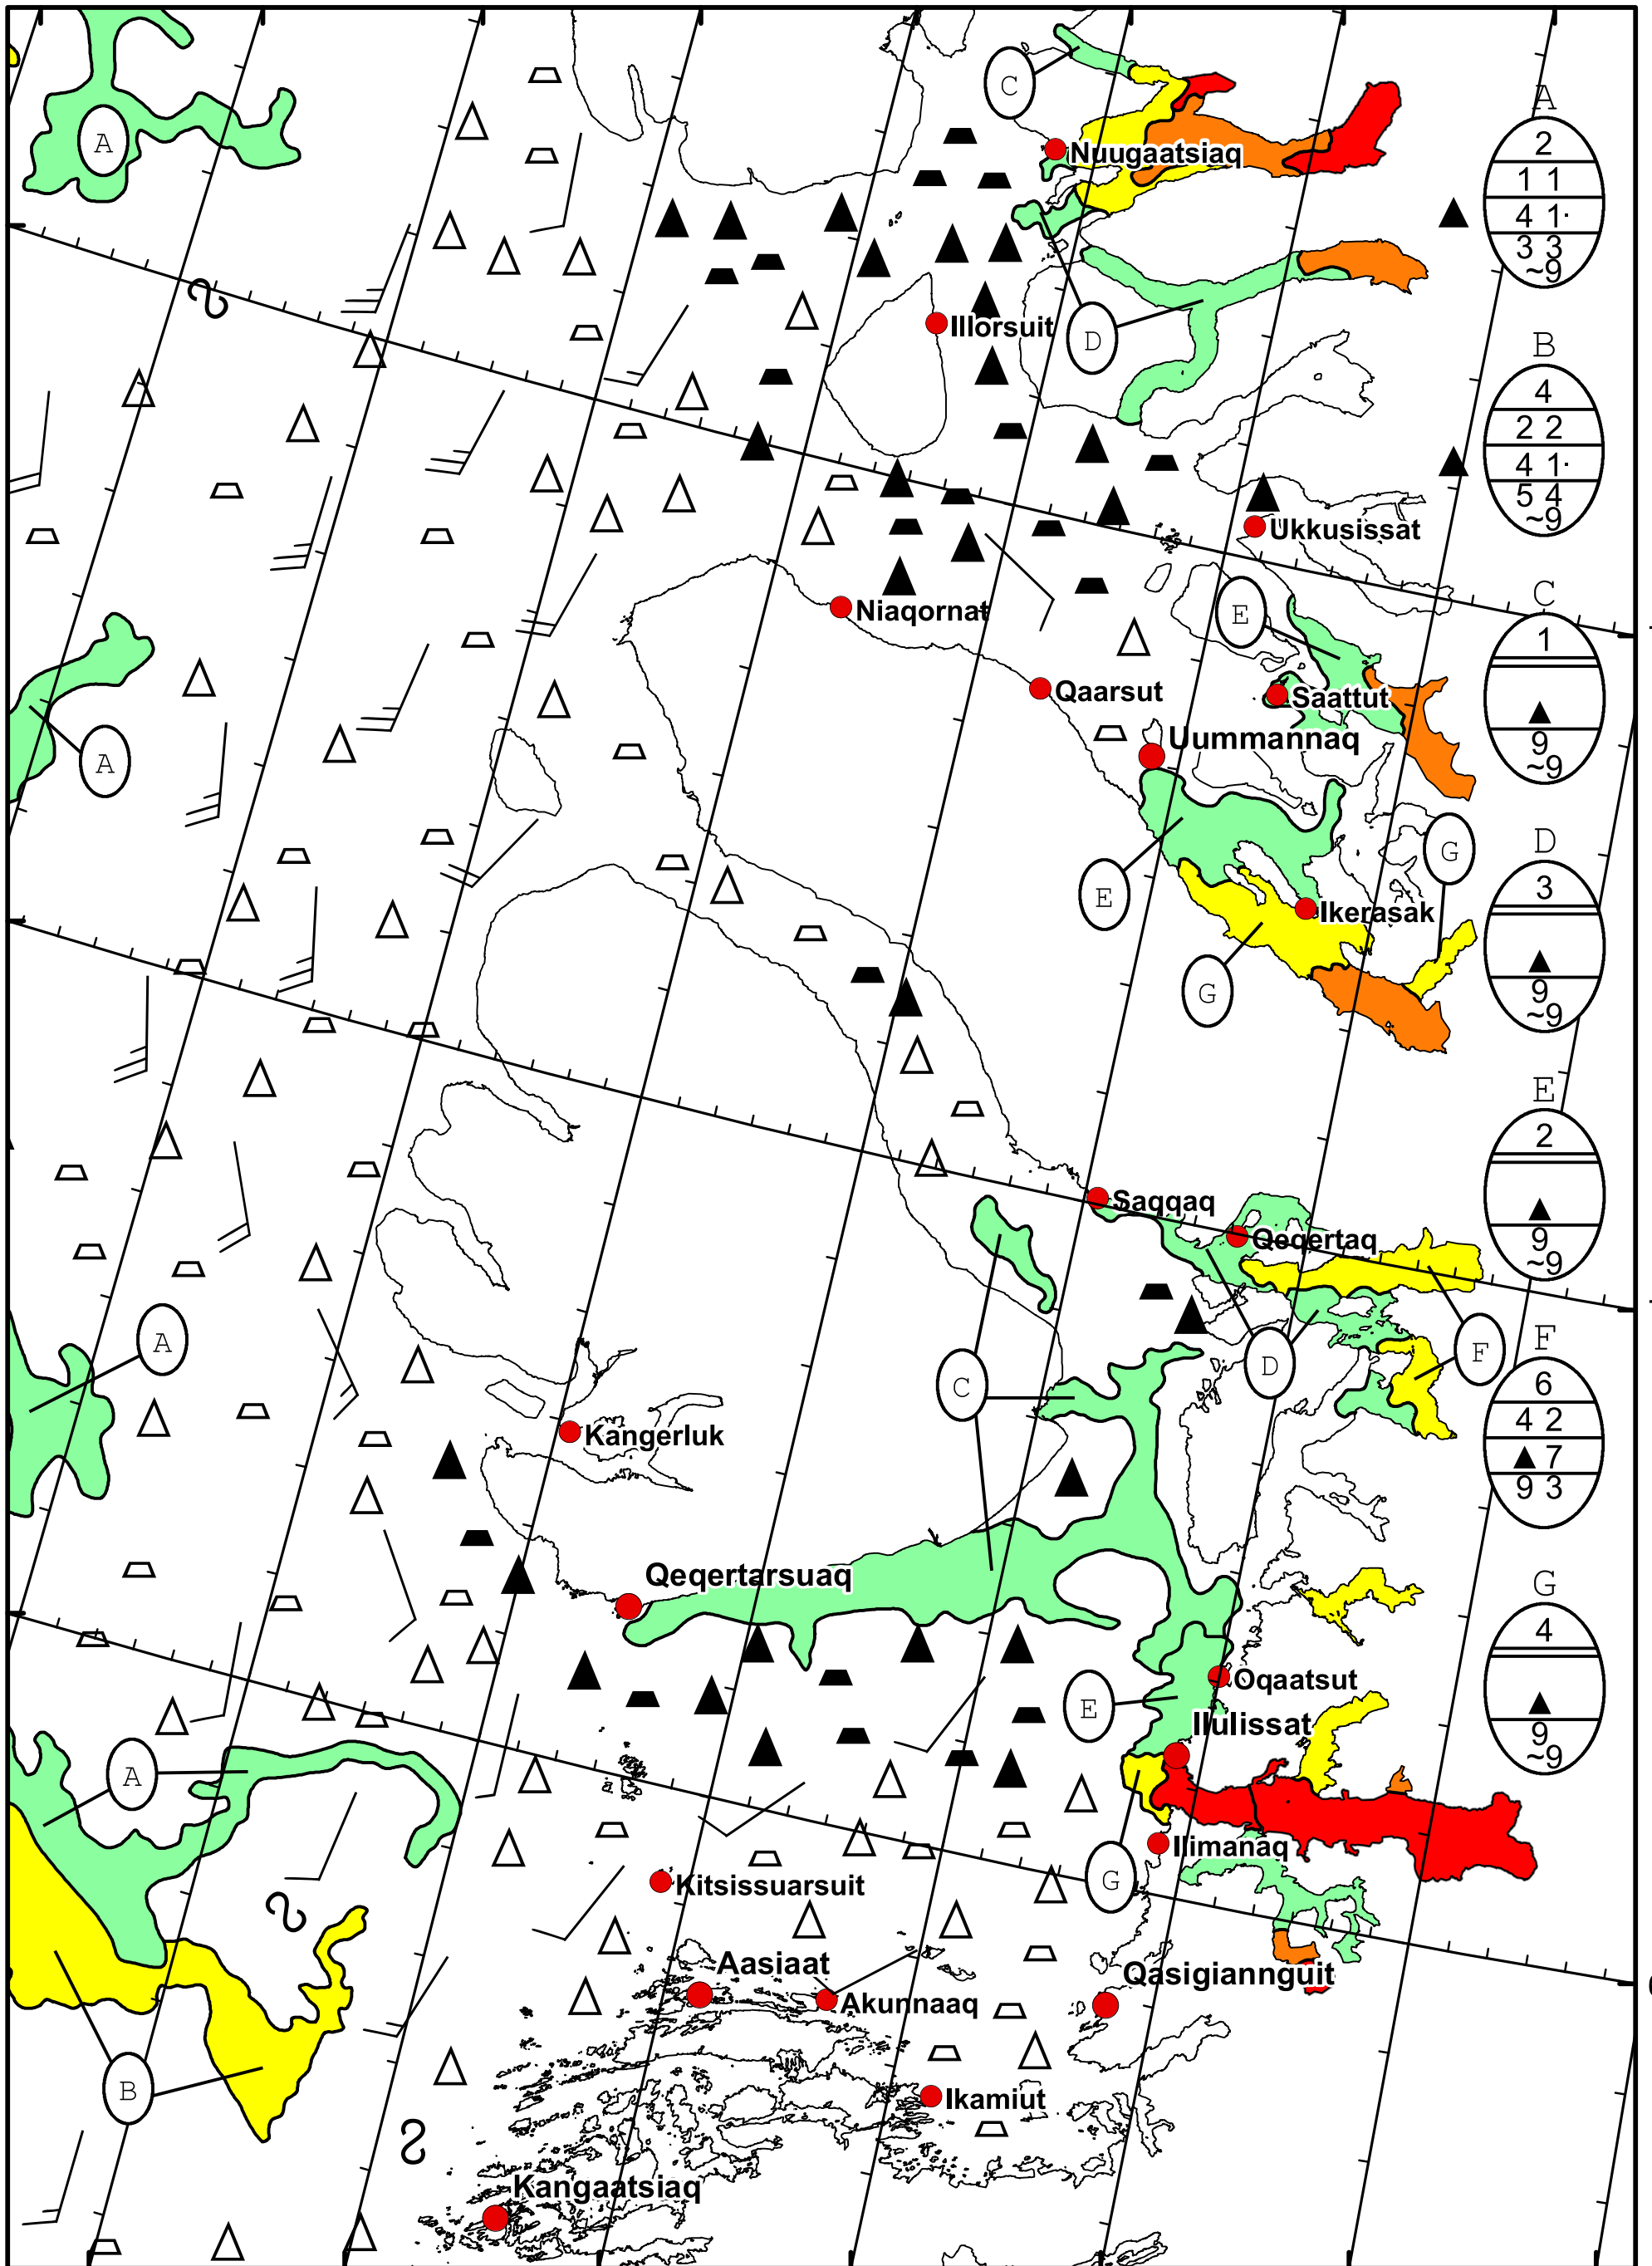 C
A
Nuugaatsiaq
A
2
1 1
4 1·
3 3
~9
Illorsuit
D
B
4
2 2
4 1·
5 4
~9
Ukkusissat
Niaqornat
E
C
1
9
~9
Qaarsut
Saattut
Uummannaq
A
G
D
3
9
~9
E
Ikerasak
G
E
2
9
~9
Saqqaq
Qeqertaq
A
D
F
F
6
4 2
7
9 3
C
Kangerluk
Qeqertarsuaq
G
4
9
~9
Oqaatsut
E
Ilulissat
A
Ilimanaq
G
Kitsissuarsuit
Aasiaat
Qasigiannguit
Akunnaaq
B
Ikamiut
Kangaatsiaq